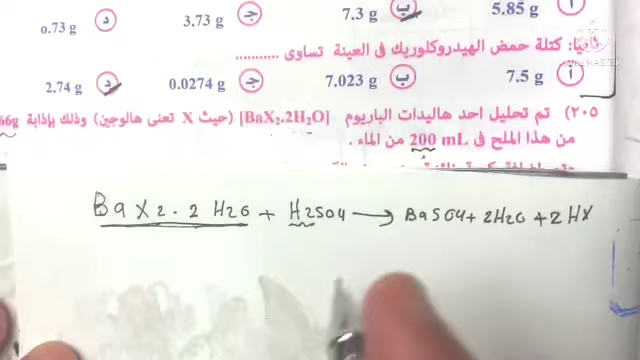 أ 5.85 g ب 7.3 g ج 3.73 g د 0.73 g
ثانيًا: كتلة حمض الهيدروكلوريك فى العينة تساوى ..........
أ 7.5 g ب 7.023 g ج 0.0274 g د 2.74 g
٢٠٥) تم تحليل احد هاليدات الباريوم [BaX₂.2H₂O] (حيث X تعنى هالوجين) وذلك بإذابة 66g
من هذا الملح فى 200 mL من الماء .
BaX2.2H2O + H2SO4 → BaSO4 + 2H2O + 2HX